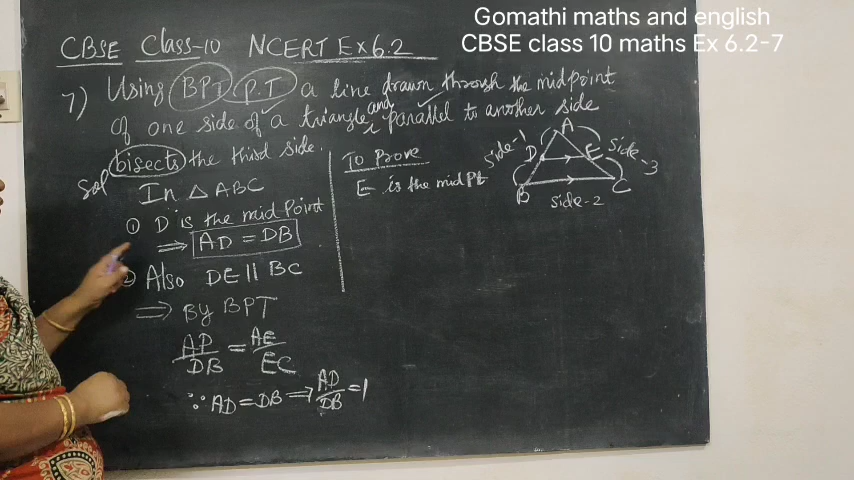 Gomathi maths and english
CBSE class 10 maths Ex 6.2-7
CBSE Class-10 NCERT Ex 6.2
7) Using BPT P.T a line drawn through the midpoint
of one side of a triangle and parallel to another side
bisects the third side.
Sol
In △ ABC
① D is the midpoint
⟹ AD = DB
② Also DE || BC
⟹ By BPT
AD/DB = AE/EC
∵ AD = DB ⟹ AD/DB = 1
To Prove
E is the mid Pt
A
Side-1 D E Side-3
B C
Side-2